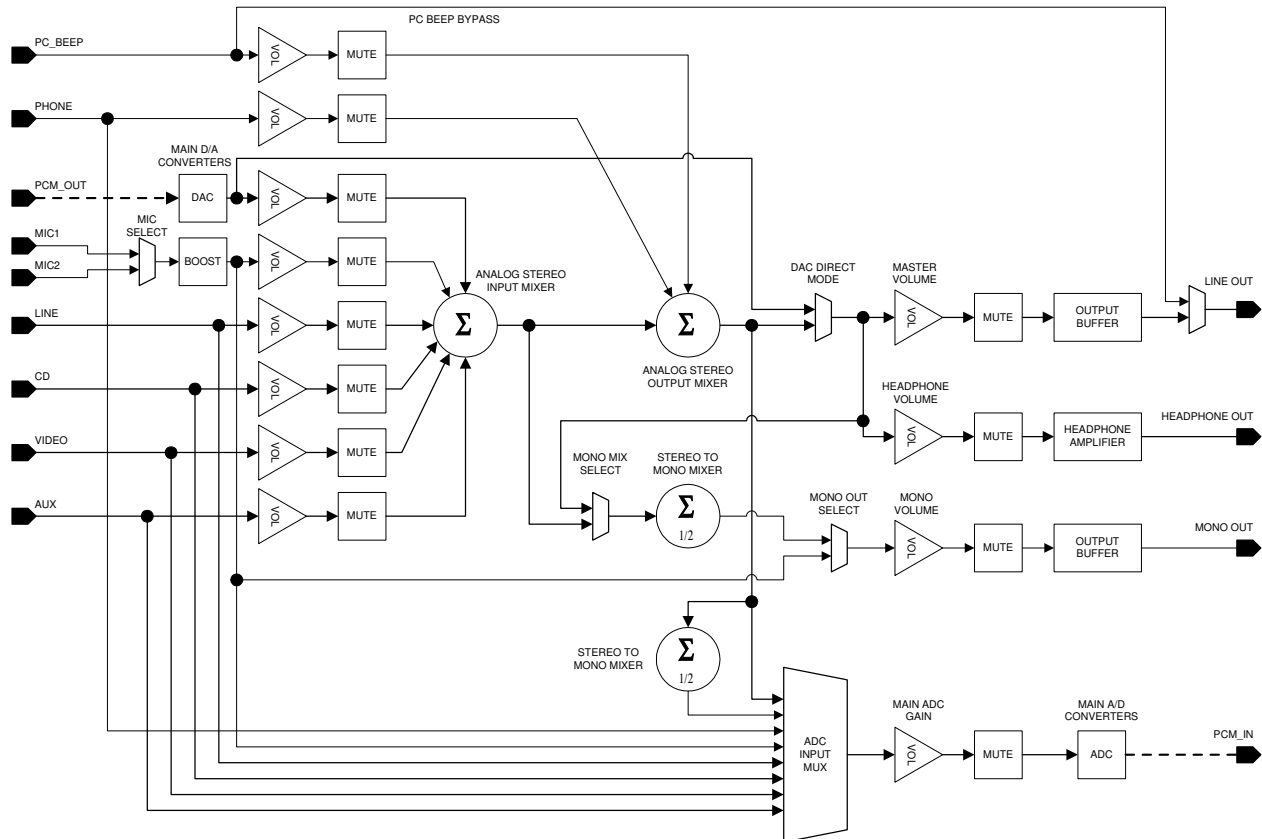 PC BEEP BYPASS
PC_BEEP
VOL
MUTE
PHONE
VOL
MUTE
MAIN D/A
CONVERTERS
PCM_OUT
DAC
VOL
MUTE
MIC
SELECT
MIC1
MIC2
BOOST
VOL
MUTE
ANALOG STEREO
INPUT MIXER
Σ
LINE
VOL
MUTE
CD
VOL
MUTE
VIDEO
VOL
MUTE
AUX
VOL
MUTE
Σ
ANALOG STEREO
OUTPUT MIXER
DAC DIRECT
MODE
MASTER
VOLUME
VOL
MUTE
OUTPUT
BUFFER
LINE OUT
HEADPHONE
VOLUME
VOL
MUTE
HEADPHONE
AMPLIFIER
HEADPHONE OUT
MONO MIX
SELECT
STEREO TO
MONO MIXER
Σ
1/2
MONO OUT
SELECT
MONO
VOLUME
VOL
MUTE
OUTPUT
BUFFER
MONO OUT
STEREO TO
MONO MIXER
Σ
1/2
ADC
INPUT
MUX
MAIN ADC
GAIN
VOL
MUTE
MAIN A/D
CONVERTERS
ADC
PCM_IN